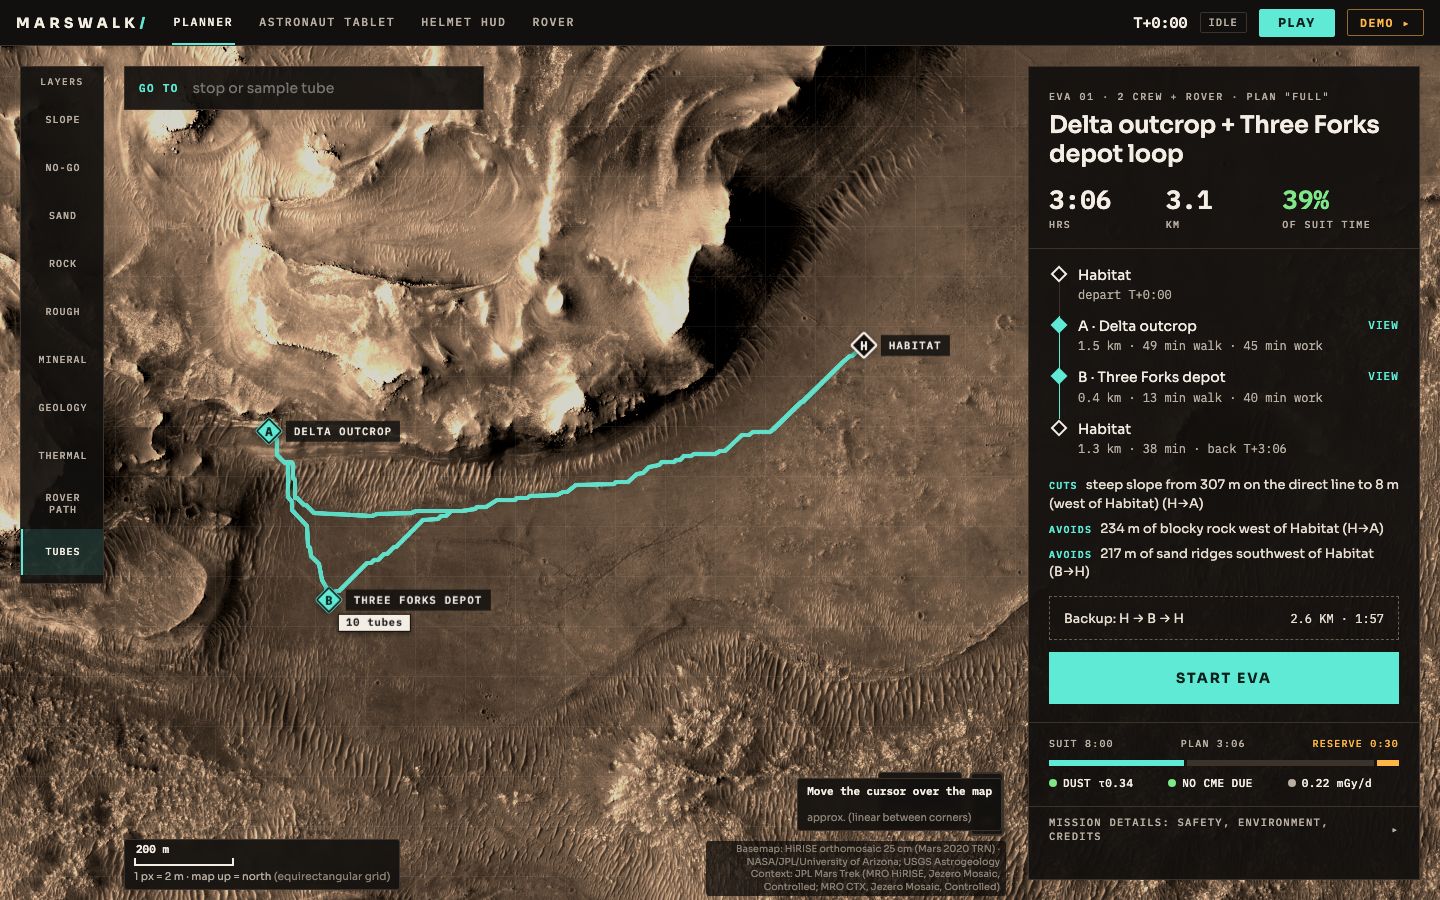 MARSWALK/
PLANNER
ASTRONAUT TABLET
HELMET HUD
ROVER
T+0:00
IDLE
PLAY
DEMO ▸
LAYERS
SLOPE
NO-GO
SAND
ROCK
ROUGH
MINERAL
GEOLOGY
THERMAL
ROVER
PATH
TUBES
GO TO stop or sample tube
H HABITAT
A DELTA OUTCROP
B THREE FORKS DEPOT
10 tubes
200 m
1 px = 2 m · map up = north (equirectangular grid)
Move the cursor over the map
approx. (linear between corners)
Basemap: HiRISE orthomosaic 25 cm (Mars 2020 TRN) ·
NASA/JPL/University of Arizona; USGS Astrogeology
Context: JPL Mars Trek (MRO HiRISE, Jezero Mosaic,
Controlled; MRO CTX, Jezero Mosaic, Controlled)
EVA 01 · 2 CREW + ROVER · PLAN "FULL"
Delta outcrop + Three Forks
depot loop
3:06 3.1 39%
HRS KM OF SUIT TIME
Habitat
depart T+0:00
A · Delta outcrop VIEW
1.5 km · 49 min walk · 45 min work
B · Three Forks depot VIEW
0.4 km · 13 min walk · 40 min work
Habitat
1.3 km · 38 min · back T+3:06
CUTS steep slope from 307 m on the direct line to 8 m
(west of Habitat) (H→A)
AVOIDS 234 m of blocky rock west of Habitat (H→A)
AVOIDS 217 m of sand ridges southwest of Habitat
(B→H)
Backup: H → B → H 2.6 KM · 1:57
START EVA
SUIT 8:00 PLAN 3:06 RESERVE 0:30
DUST τ0.34 NO CME DUE 0.22 mGy/d
MISSION DETAILS: SAFETY, ENVIRONMENT,
CREDITS ▸